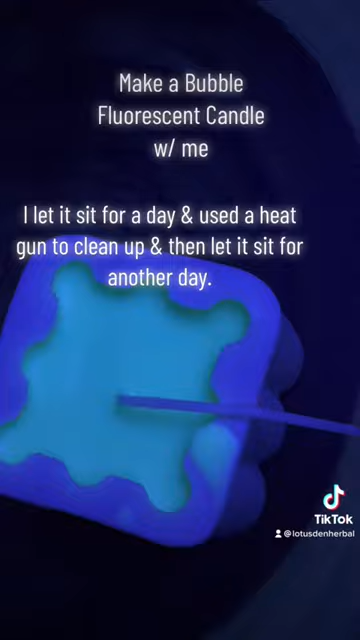 Make a Bubble
Fluorescent Candle
w/ me
I let it sit for a day & used a heat
gun to clean up & then let it sit for
another day.
TikTok
@lotusdenherbal